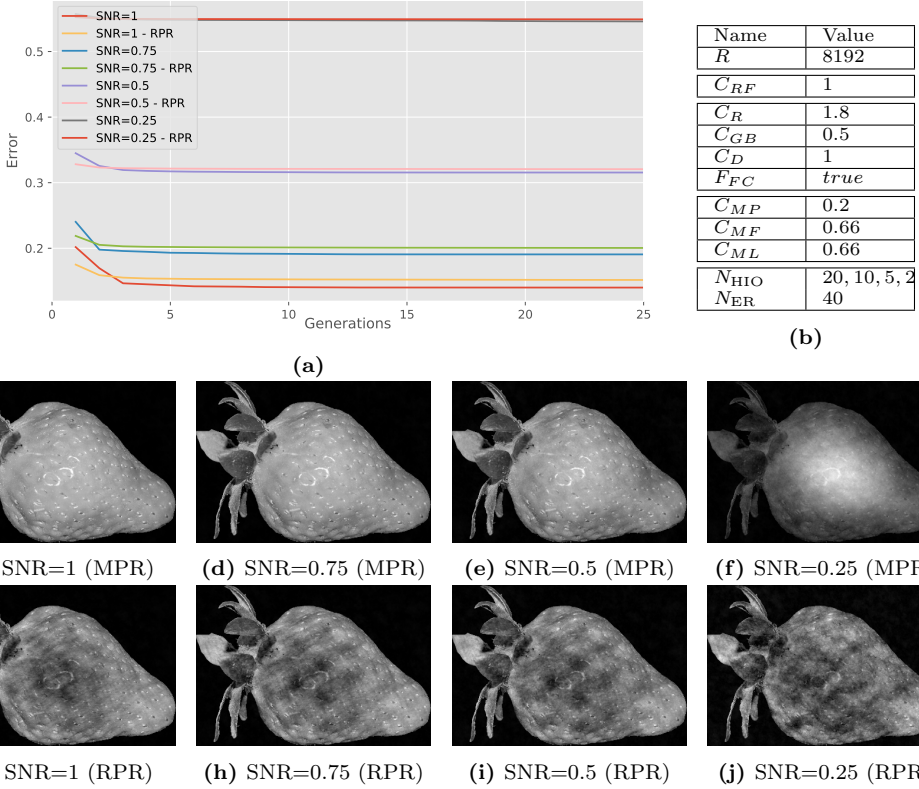 SNR=1
SNR=1 - RPR
SNR=0.75
SNR=0.75 - RPR
SNR=0.5
SNR=0.5 - RPR
SNR=0.25
SNR=0.25 - RPR
0.5
0.4
0.3
0.2
Error
0 5 10 15 20 25
Generations
(a)
Name Value
R 8192
C_RF 1
C_R 1.8
C_GB 0.5
C_D 1
F_FC true
C_MP 0.2
C_MF 0.66
C_ML 0.66
N_HIO 20, 10, 5, 2
N_ER 40
(b)
SNR=1 (MPR) (d) SNR=0.75 (MPR) (e) SNR=0.5 (MPR) (f) SNR=0.25 (MPR
SNR=1 (RPR) (h) SNR=0.75 (RPR) (i) SNR=0.5 (RPR) (j) SNR=0.25 (RPR